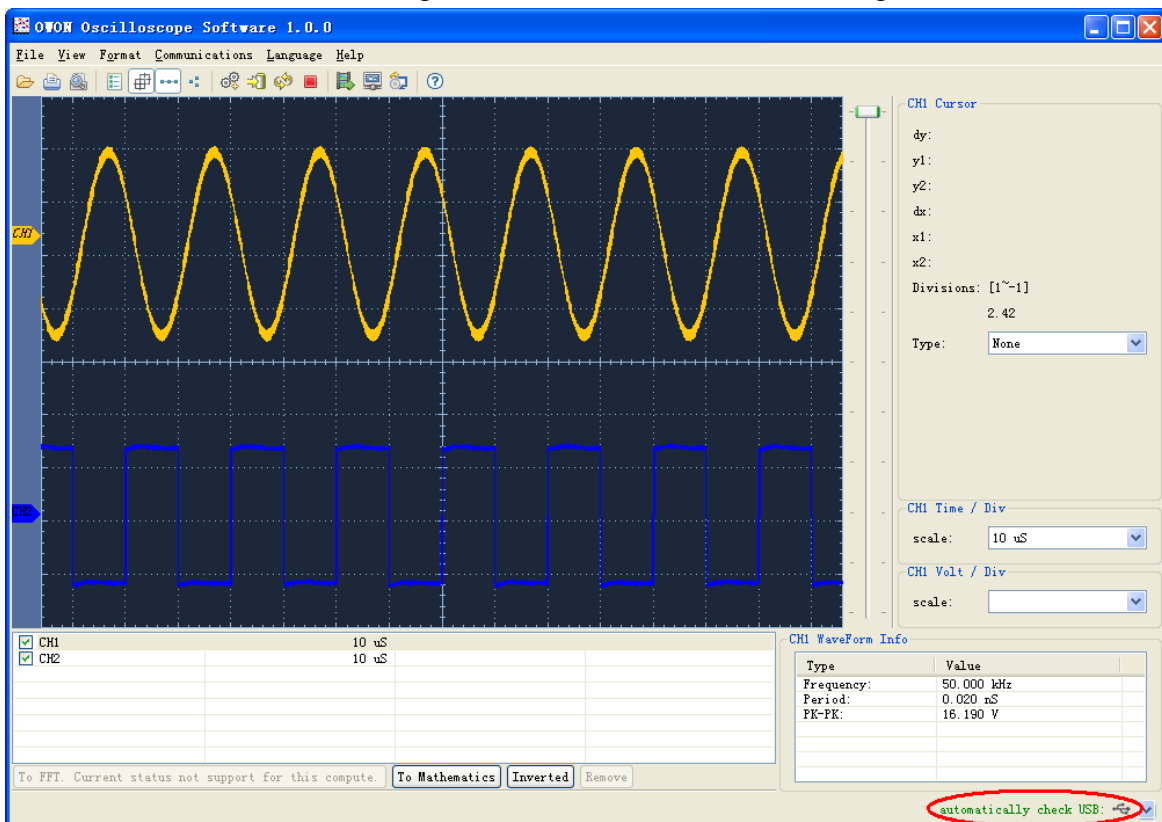 OWON Oscilloscope Software 1.0.0
File View Format Communications Language Help
CH1 Cursor
dy:
y1:
y2:
dx:
x1:
x2:
Divisions: [1~-1]
2.42
Type: None
CH1
CH2
CH1 Time / Div
scale: 10 uS
CH1 Volt / Div
scale:
CH1 10 uS
CH2 10 uS
CH1 WaveForm Info
Type Value
Frequency: 50.000 kHz
Period: 0.020 nS
PK-PK: 16.190 V
To FFT. Current status not support for this compute. To Mathematics Inverted Remove
automatically check USB: